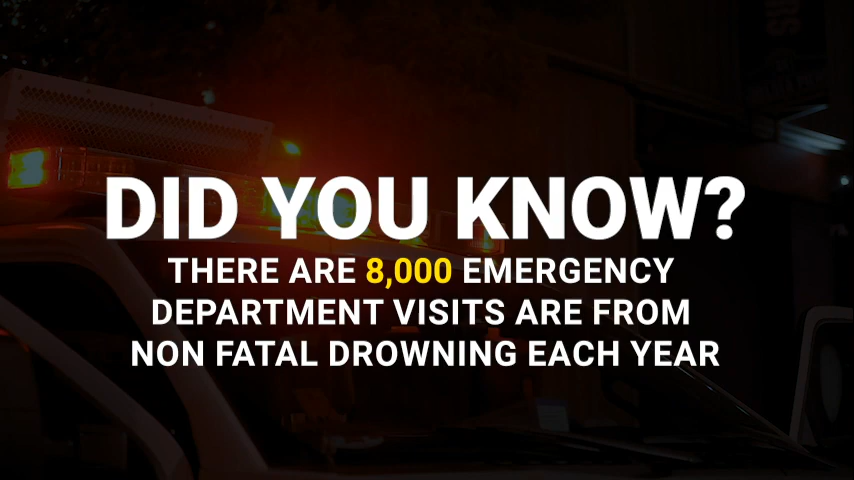 DID YOU KNOW?
THERE ARE 8,000 EMERGENCY
DEPARTMENT VISITS ARE FROM
NON FATAL DROWNING EACH YEAR